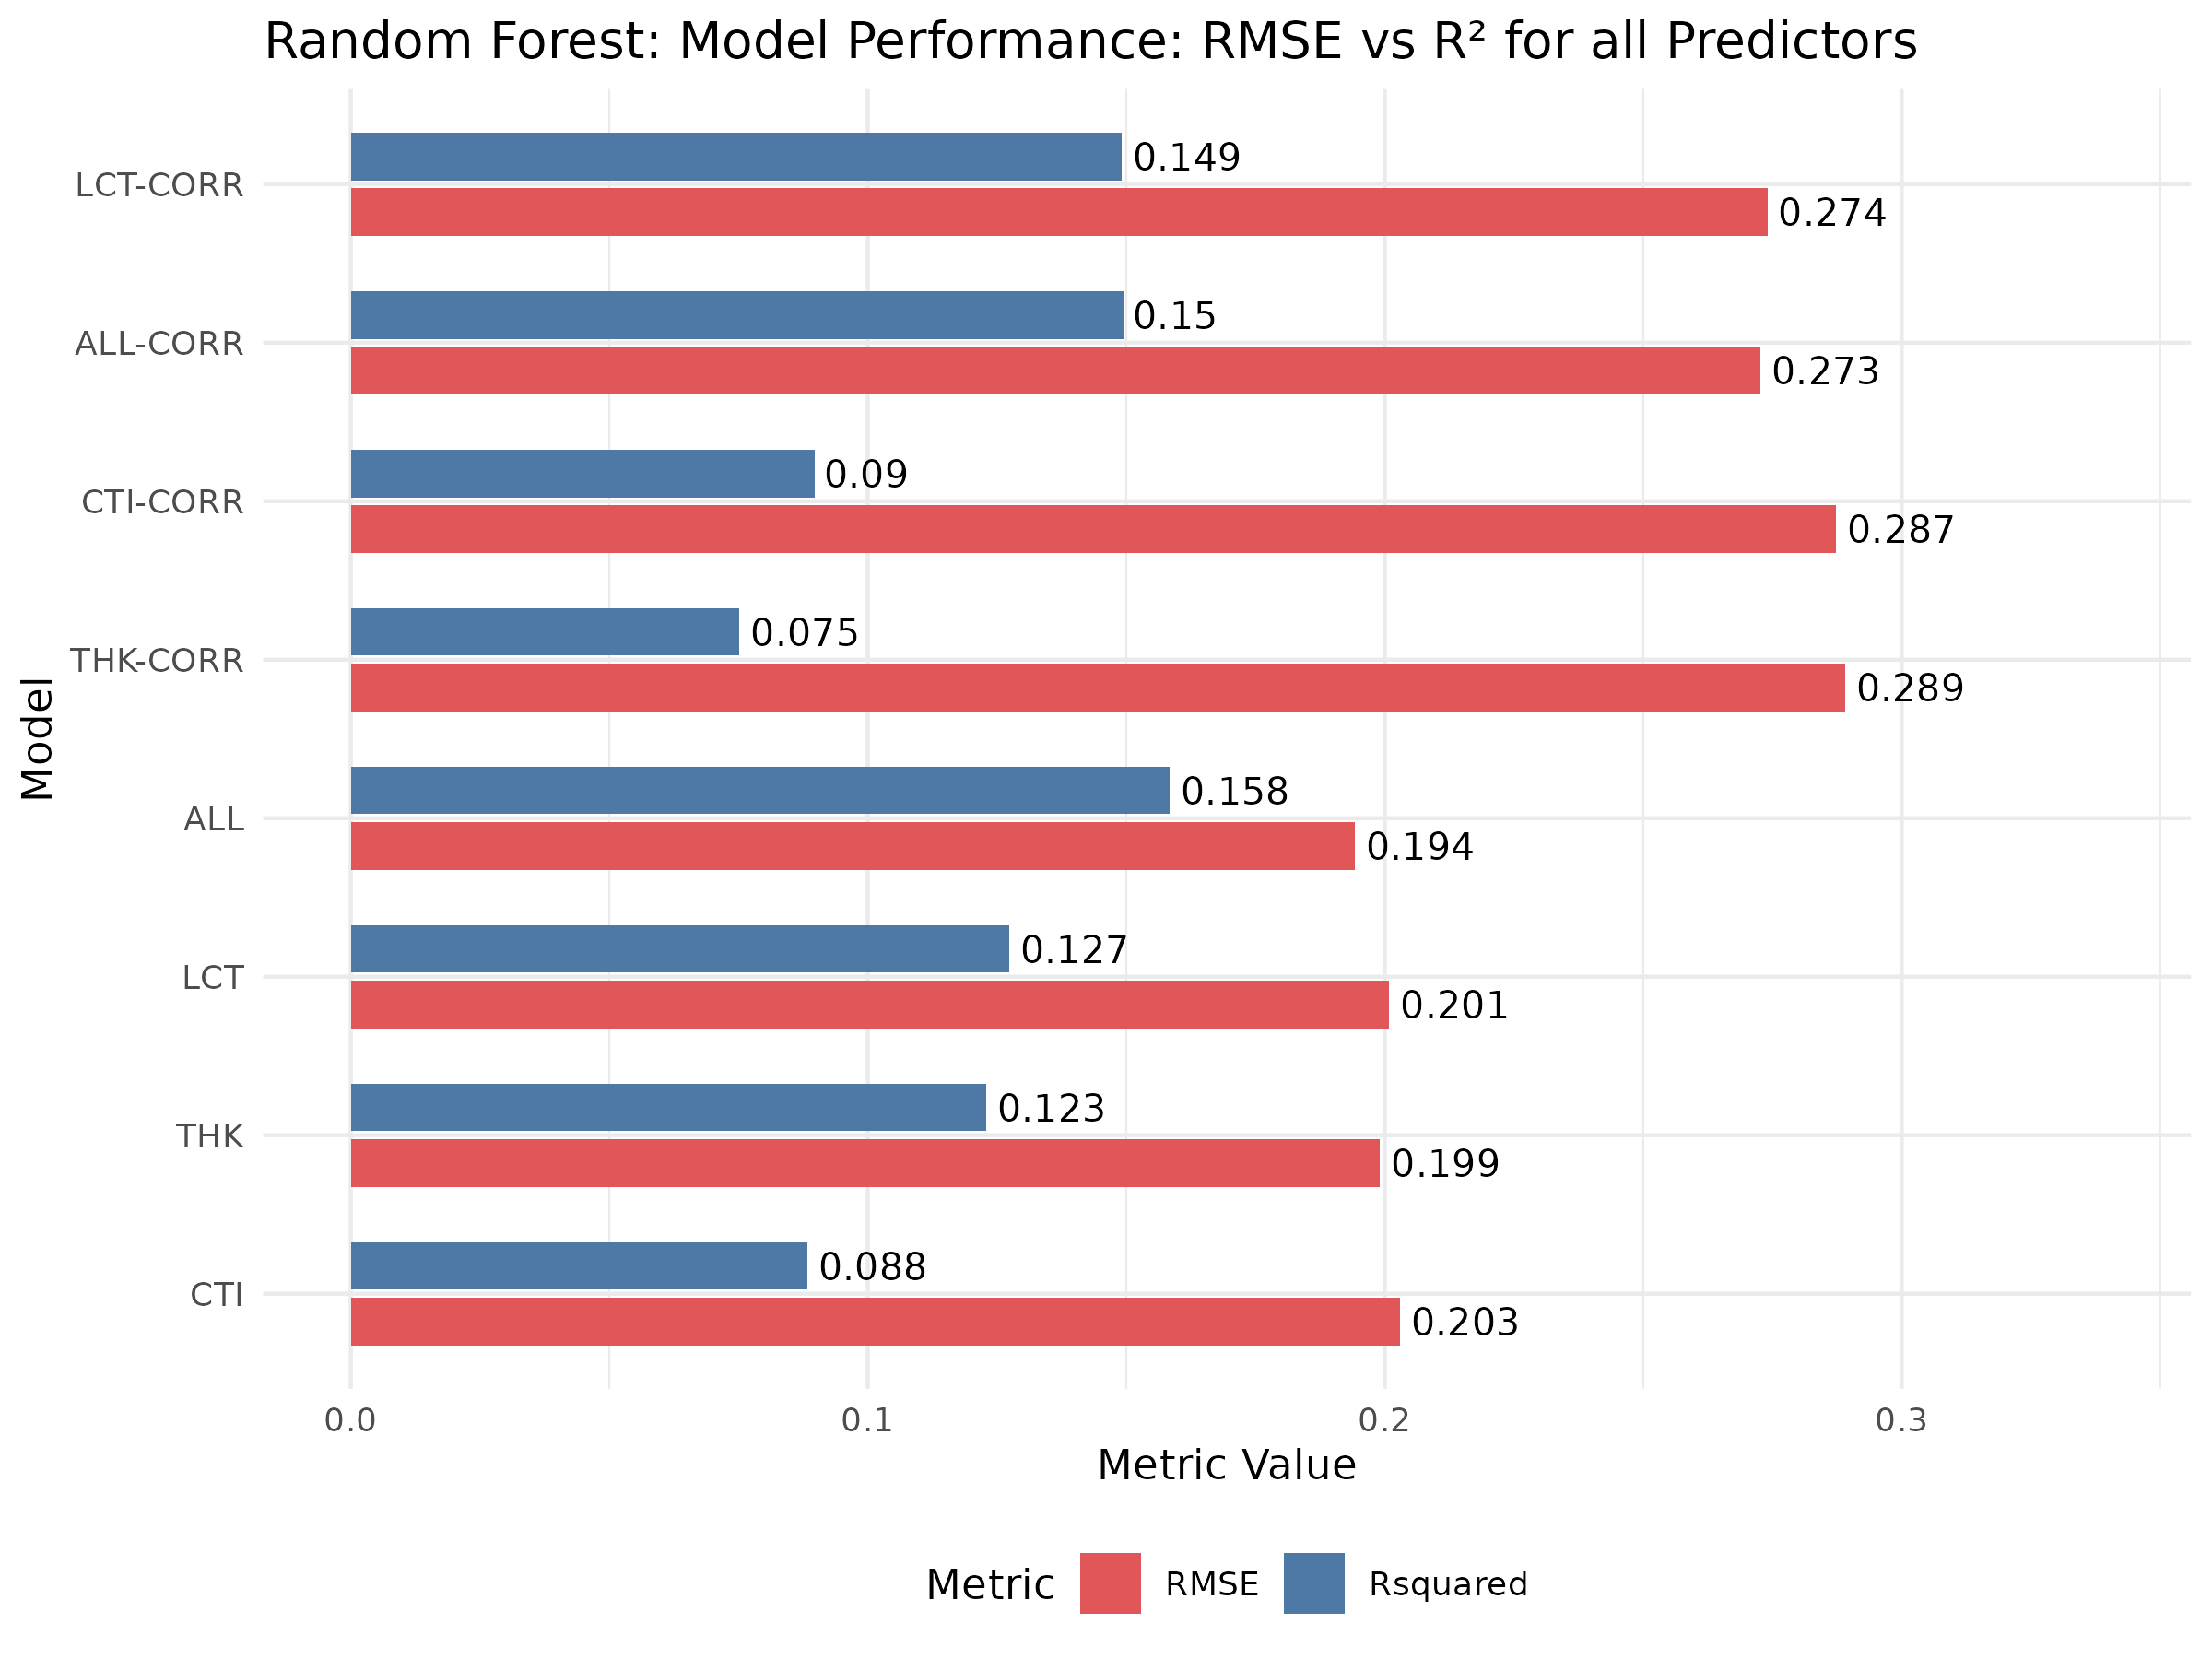 Random Forest: Model Performance: RMSE vs R² for all Predictors
LCT-CORR
0.149
0.274
ALL-CORR
0.15
0.273
CTI-CORR
0.09
0.287
THK-CORR
0.075
0.289
Model
ALL
0.158
0.194
LCT
0.127
0.201
THK
0.123
0.199
CTI
0.088
0.203
0.0 0.1 0.2 0.3
Metric Value
Metric RMSE Rsquared